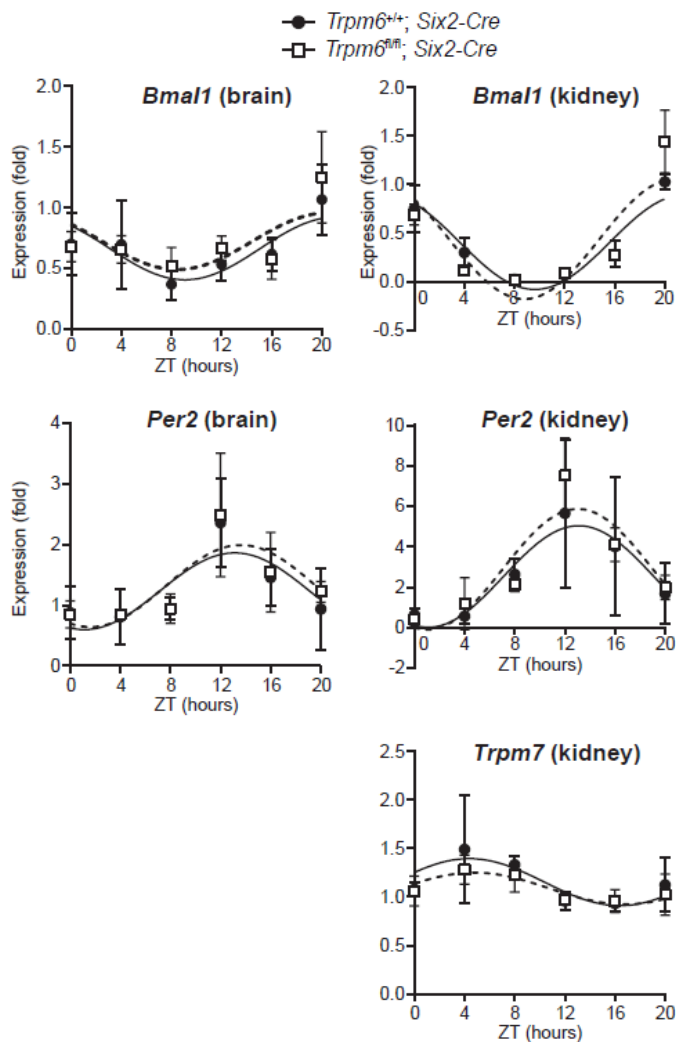 Trpm6+/+; Six2-Cre
Trpm6fl/fl; Six2-Cre
Bmal1 (brain)
Expression (fold)
2.0
1.5
1.0
0.5
0.0
0 4 8 12 16 20
ZT (hours)
Bmal1 (kidney)
Expression (fold)
2.0
1.5
1.0
0.5
0.0
-0.5
0 4 8 12 16 20
ZT (hours)
Per2 (brain)
Expression (fold)
4
3
2
1
0
0 4 8 12 16 20
ZT (hours)
Per2 (kidney)
10
8
6
4
2
0
-2
0 4 8 12 16 20
ZT (hours)
Trpm7 (kidney)
2.5
2.0
1.5
1.0
0.5
0.0
0 4 8 12 16 20
ZT (hours)